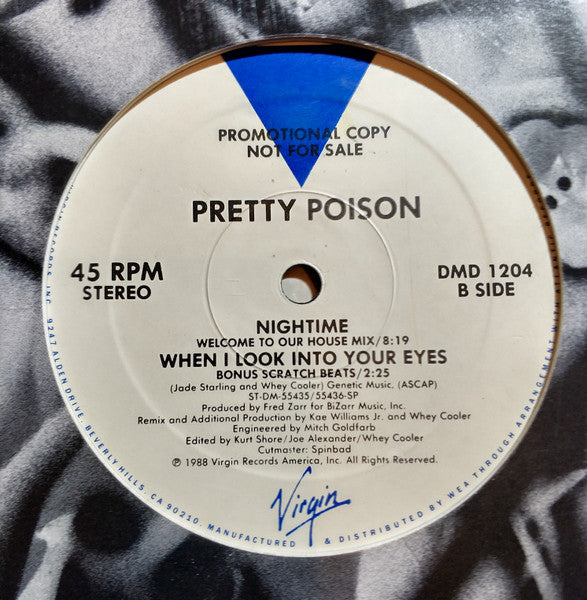 PROMOTIONAL COPY
NOT FOR SALE
PRETTY POISON
45 RPM
STEREO
DMD 1204
B SIDE
NIGHTIME
WELCOME TO OUR HOUSE MIX/8:19
WHEN I LOOK INTO YOUR EYES
BONUS SCRATCH BEATS/2:25
(Jade Starling and Whey Cooler) Genetic Music, (ASCAP)
ST-DM-55435/55436-SP
Produced by Fred Zarr for BiZarr Music, Inc.
Remix and Additional Production by Kae Williams Jr. and Whey Cooler
Engineered by Mitch Goldfarb
Edited by Kurt Shore/Joe Alexander/Whey Cooler
Cutmaster: Spinbad
℗ 1988 Virgin Records America, Inc. All Rights Reserved.
Virgin
INC. 9247 ALDEN DRIVE, BEVERLY HILLS, CA 90210. MANUFACTURED & DISTRIBUTED BY WEA THROUGH ARRANGEMENT WITH